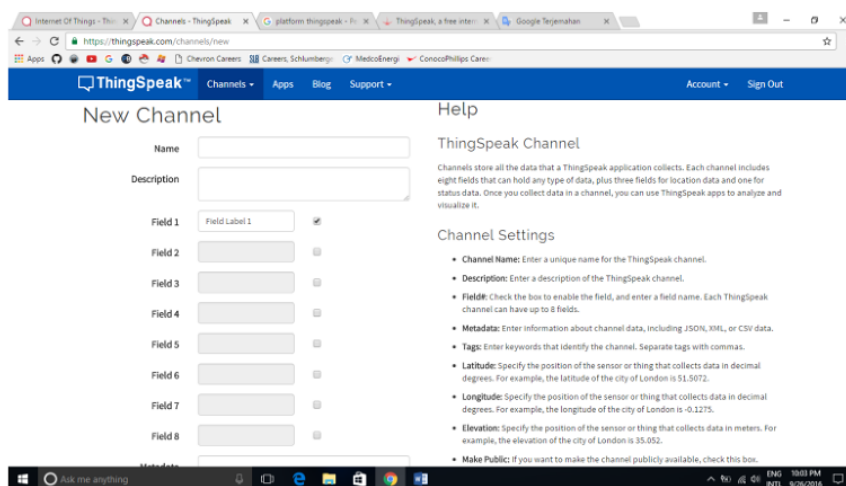 Internet Of Things - Thin
Channels - ThingSpeak
platform thingspeak - Pe
ThingSpeak, a free intern
Google Terjemahan
https://thingspeak.com/channels/new
Apps
Chevron Careers
Careers, Schlumberge
MedcoEnergi
ConocoPhillips Caree
ThingSpeak™
Channels
Apps
Blog
Support
Account
Sign Out
New Channel
Name
Description
Field 1
Field Label 1
Field 2
Field 3
Field 4
Field 5
Field 6
Field 7
Field 8
Metadata
Help
ThingSpeak Channel
Channels store all the data that a ThingSpeak application collects. Each channel includes
eight fields that can hold any type of data, plus three fields for location data and one for
status data. Once you collect data in a channel, you can use ThingSpeak apps to analyze and
visualize it.
Channel Settings
• Channel Name: Enter a unique name for the ThingSpeak channel.
• Description: Enter a description of the ThingSpeak channel.
• Field#: Check the box to enable the field, and enter a field name. Each ThingSpeak
channel can have up to 8 fields.
• Metadata: Enter information about channel data, including JSON, XML, or CSV data.
• Tags: Enter keywords that identify the channel. Separate tags with commas.
• Latitude: Specify the position of the sensor or thing that collects data in decimal
degrees. For example, the latitude of the city of London is 51.5072.
• Longitude: Specify the position of the sensor or thing that collects data in decimal
degrees. For example, the longitude of the city of London is -0.1275.
• Elevation: Specify the position of the sensor or thing that collects data in meters. For
example, the elevation of the city of London is 35.052.
• Make Public: If you want to make the channel publicly available, check this box.
Ask me anything
ENG
INTL
10:03 PM
9/26/2016